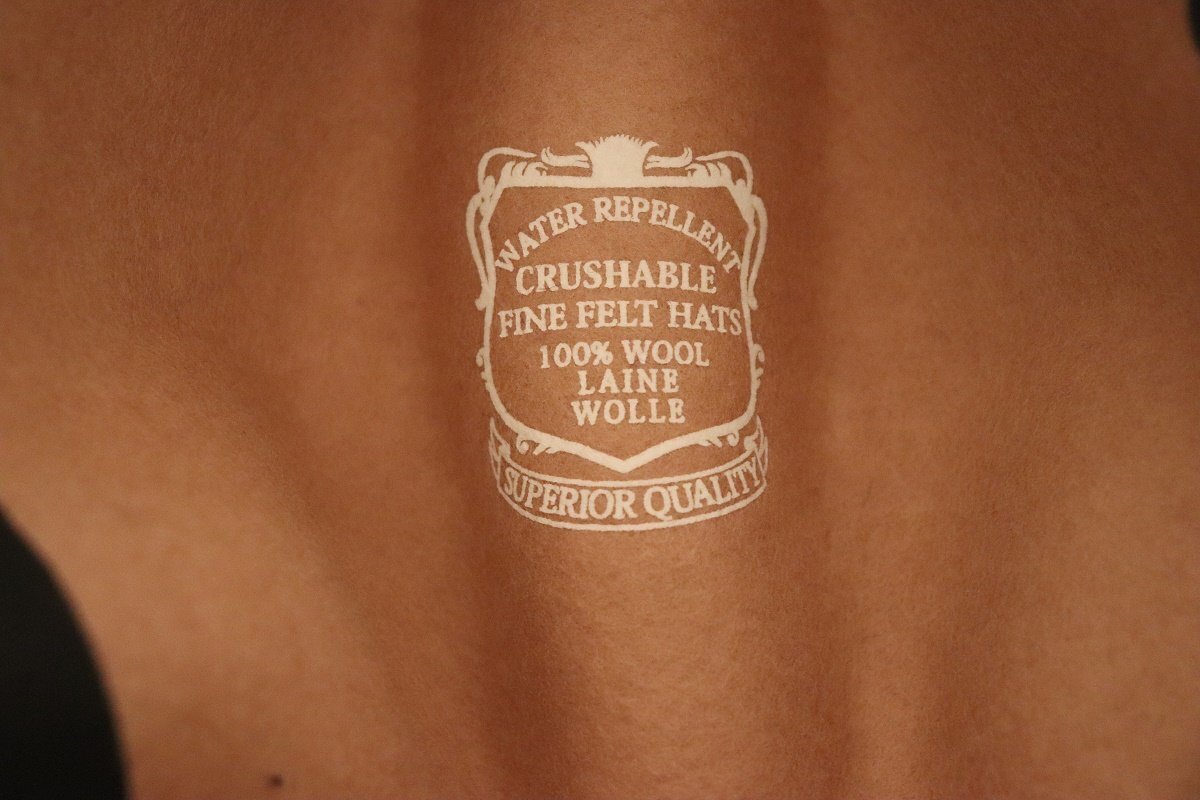 WATER REPELLENT
CRUSHABLE
FINE FELT HATS
100% WOOL
LAINE
WOLLE
SUPERIOR QUALITY